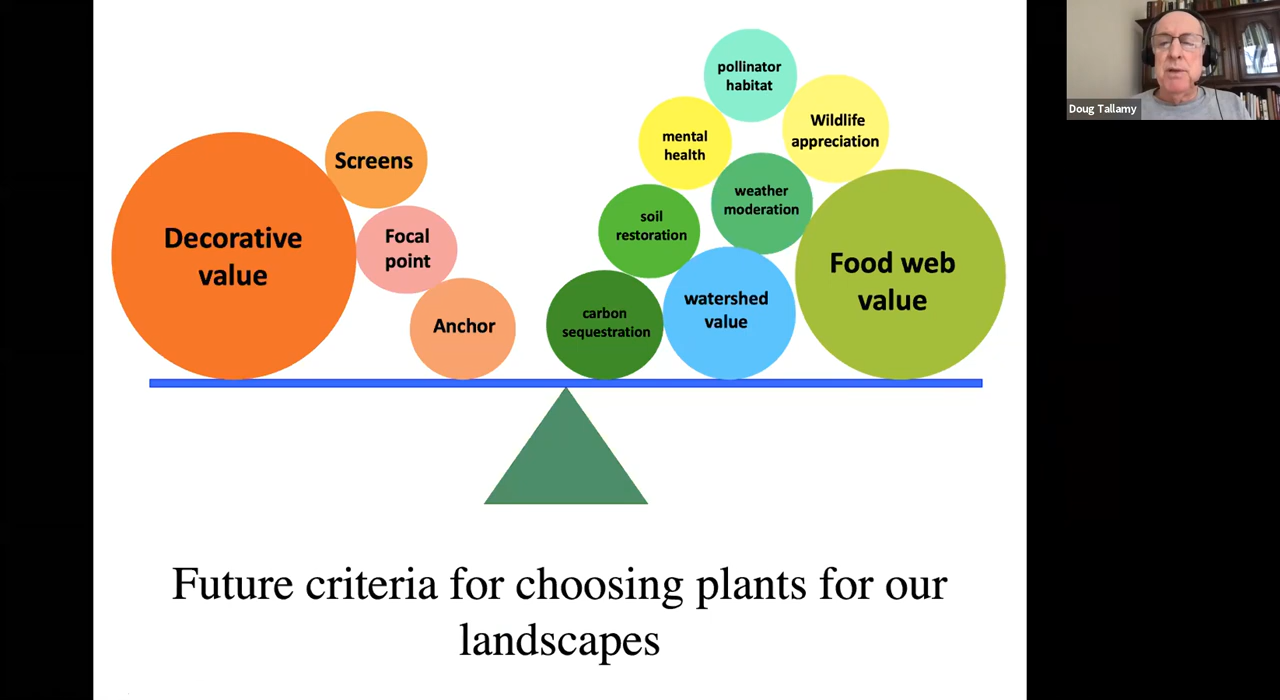 Doug Tallamy
Decorative
value
Screens
Focal
point
Anchor
pollinator
habitat
mental
health
Wildlife
appreciation
soil
restoration
weather
moderation
carbon
sequestration
watershed
value
Food web
value
Future criteria for choosing plants for our
landscapes